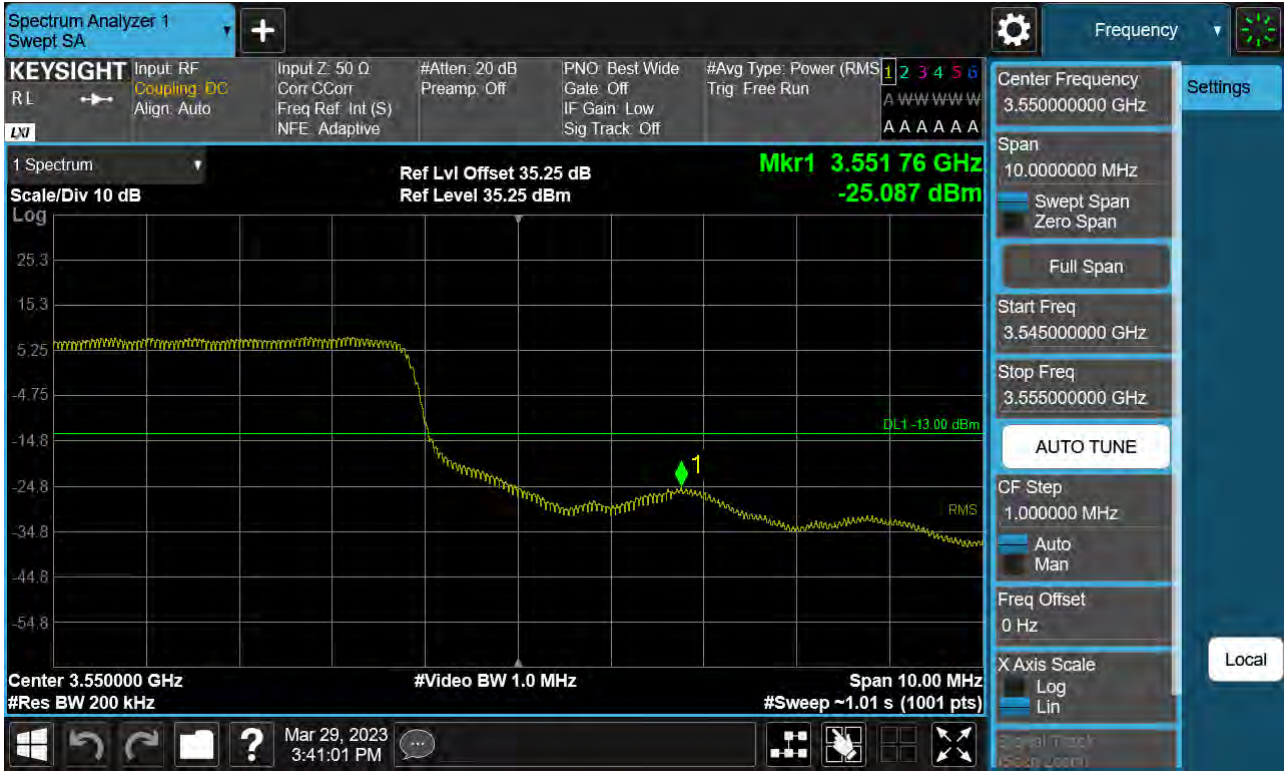 Spectrum Analyzer 1
Swept SA
Frequency
KEYSIGHT
R L
LXI
Input: RF
Coupling: DC
Align: Auto
Input Z: 50 Ω
Corr CCorr
Freq Ref: Int (S)
NFE: Adaptive
#Atten: 20 dB
Preamp: Off
PNO: Best Wide
Gate: Off
IF Gain: Low
Sig Track: Off
#Avg Type: Power (RMS
Trig: Free Run
1 2 3 4 5 6
A W W W W W
A A A A A A
1 Spectrum
Scale/Div 10 dB
Log
Ref Lvl Offset 35.25 dB
Ref Level 35.25 dBm
Mkr1 3.551 76 GHz
-25.087 dBm
25.3
15.3
5.25
-4.75
-14.8
-24.8
-34.8
-44.8
-54.8
DL1 -13.00 dBm
1
RMS
Center 3.550000 GHz
#Res BW 200 kHz
#Video BW 1.0 MHz
Span 10.00 MHz
#Sweep ~1.01 s (1001 pts)
Center Frequency
3.550000000 GHz
Settings
Span
10.0000000 MHz
Swept Span
Zero Span
Full Span
Start Freq
3.545000000 GHz
Stop Freq
3.555000000 GHz
AUTO TUNE
CF Step
1.000000 MHz
Auto
Man
Freq Offset
0 Hz
X Axis Scale
Log
Lin
Local
Signal Track
(Span Zoom)
?
Mar 29, 2023
3:41:01 PM